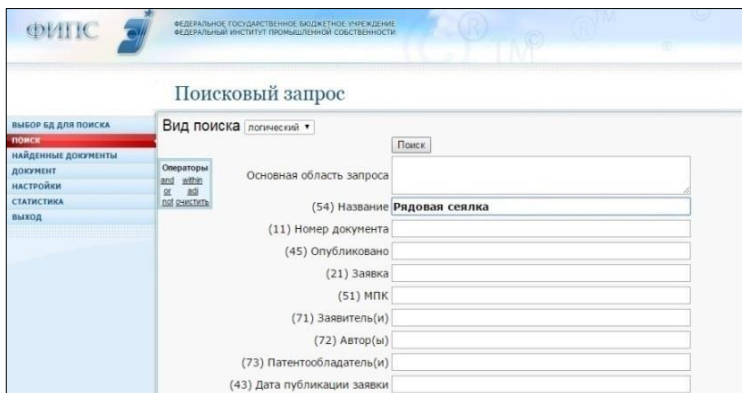 ФИПС
ФЕДЕРАЛЬНОЕ ГОСУДАРСТВЕННОЕ БЮДЖЕТНОЕ УЧРЕЖДЕНИЕ
ФЕДЕРАЛЬНЫЙ ИНСТИТУТ ПРОМЫШЛЕННОЙ СОБСТВЕННОСТИ
Поисковый запрос
ВЫБОР БД ДЛЯ ПОИСКА
ПОИСК
НАЙДЕННЫЕ ДОКУМЕНТЫ
ДОКУМЕНТ
НАСТРОЙКИ
СТАТИСТИКА
ВЫХОД
Вид поиска логический
Поиск
Операторы
and within
or adj
not очистить
Основная область запроса
(54) Название Рядовая сеялка
(11) Номер документа
(45) Опубликовано
(21) Заявка
(51) МПК
(71) Заявитель(и)
(72) Автор(ы)
(73) Патентообладатель(и)
(43) Дата публикации заявки